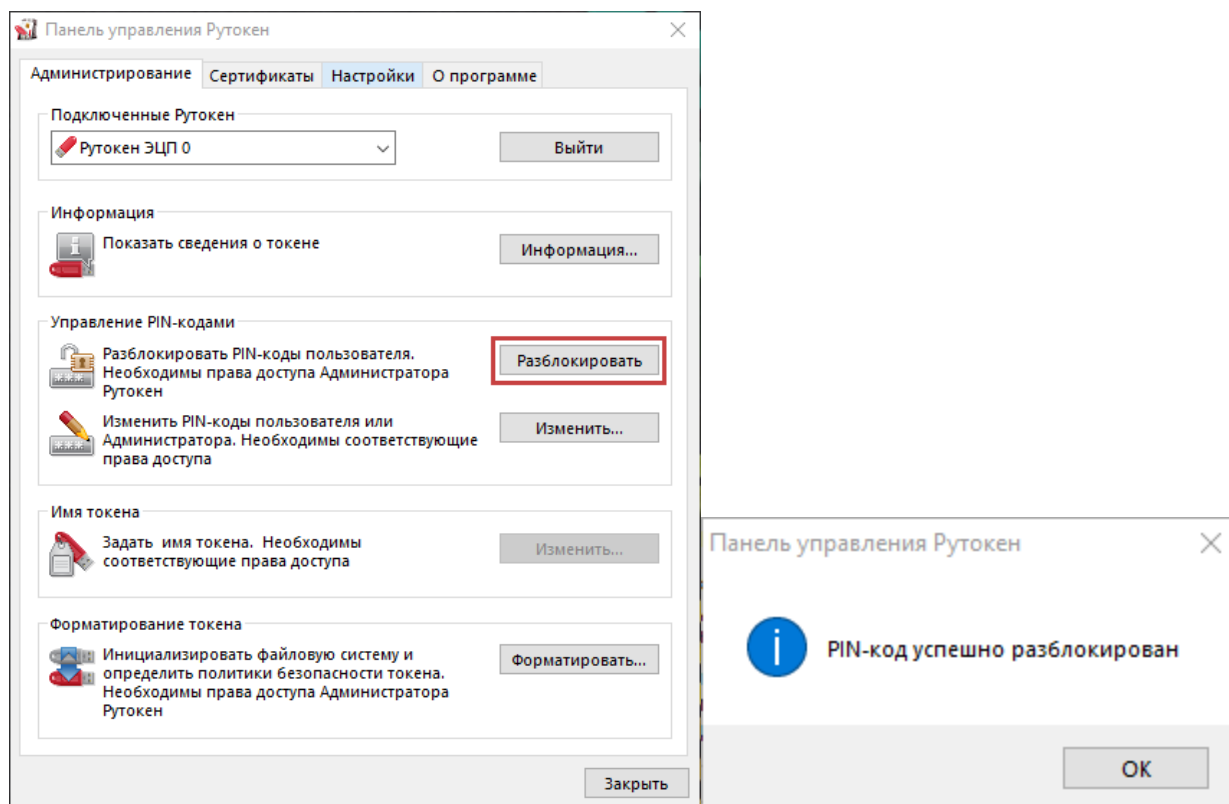 Панель управления Рутокен
Администрирование Сертификаты Настройки О программе
Подключенные Рутокен
Рутокен ЭЦП 0
Выйти
Информация
Показать сведения о токене
Информация...
Управление PIN-кодами
Разблокировать PIN-коды пользователя.
Необходимы права доступа Администратора
Рутокен
Разблокировать
Изменить PIN-коды пользователя или
Администратора. Необходимы соответствующие
права доступа
Изменить...
Имя токена
Задать имя токена. Необходимы
соответствующие права доступа
Изменить...
Форматирование токена
Инициализировать файловую систему и
определить политики безопасности токена.
Необходимы права доступа Администратора
Рутокен
Форматировать...
Закрыть
Панель управления Рутокен
PIN-код успешно разблокирован
ОК